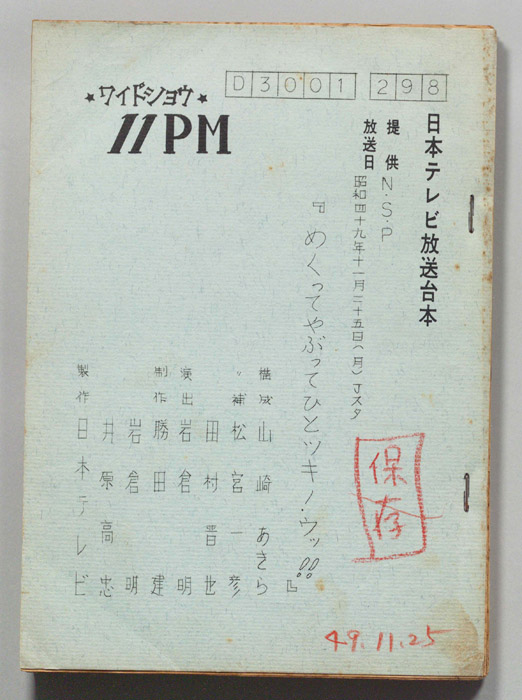 D3001 298
★ワイドショウ★
11PM
日本テレビ放送台本
提供 N・S・P
放送日 昭和四十九年十一月二十五日(月)Jスタ
『めくってやぶってひとツキ!ウッ!!』
構成 山崎あきら
〃補 松宮一彦
田村晋也
演出 岩倉明
制作 勝田建
岩倉明
井原高忠
製作 日本テレビ
保存
49.11.25